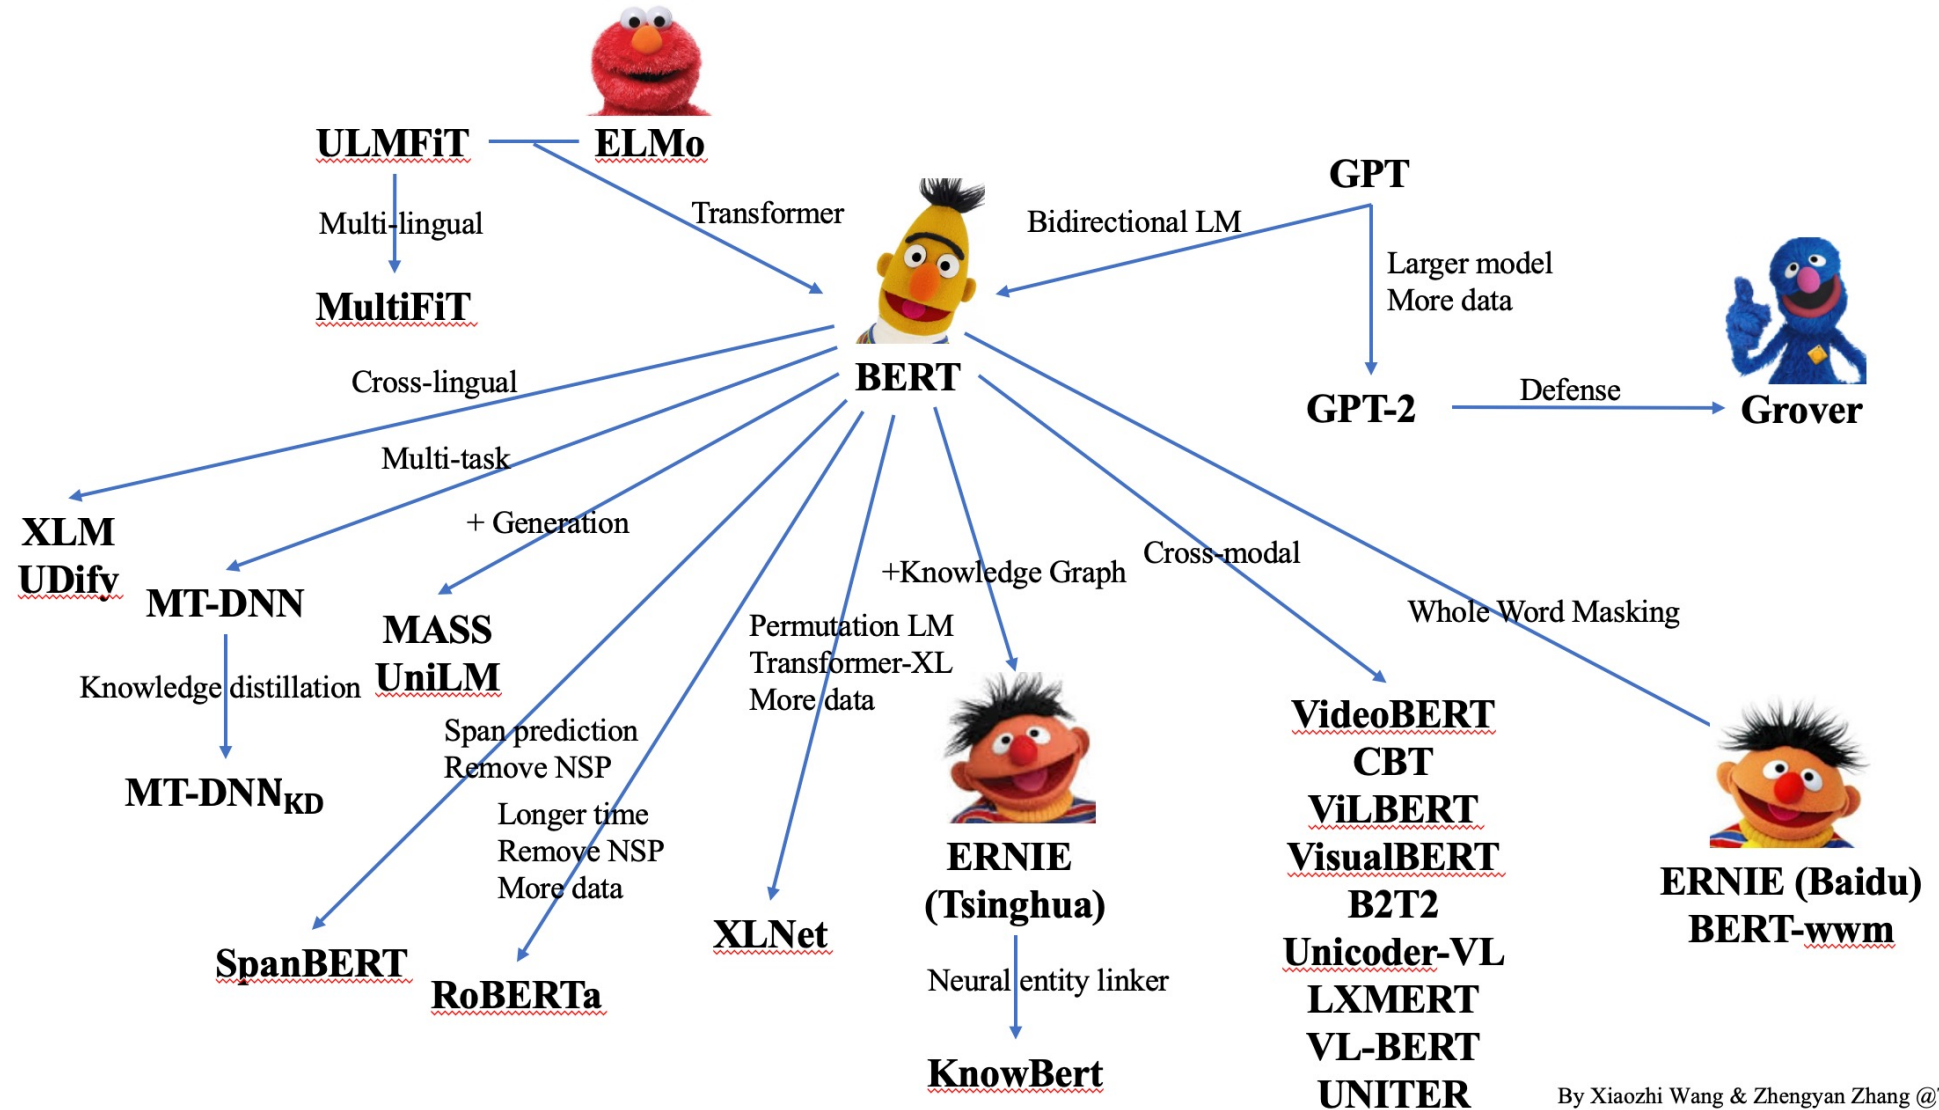 ULMFiT
ELMo
GPT
Transformer
Bidirectional LM
Multi-lingual
Larger model
More data
MultiFiT
BERT
Cross-lingual
GPT-2
Defense
Grover
Multi-task
XLM
UDify
+ Generation
Cross-modal
+Knowledge Graph
MT-DNN
Whole Word Masking
MASS
UniLM
Permutation LM
Transformer-XL
More data
Knowledge distillation
Span prediction
Remove NSP
VideoBERT
CBT
ViLBERT
VisualBERT
B2T2
Unicoder-VL
LXMERT
VL-BERT
UNITER
MT-DNNKD
Longer time
Remove NSP
More data
ERNIE
(Tsinghua)
ERNIE (Baidu)
BERT-wwm
XLNet
SpanBERT
RoBERTa
Neural entity linker
KnowBert
By Xiaozhi Wang & Zhengyan Zhang @